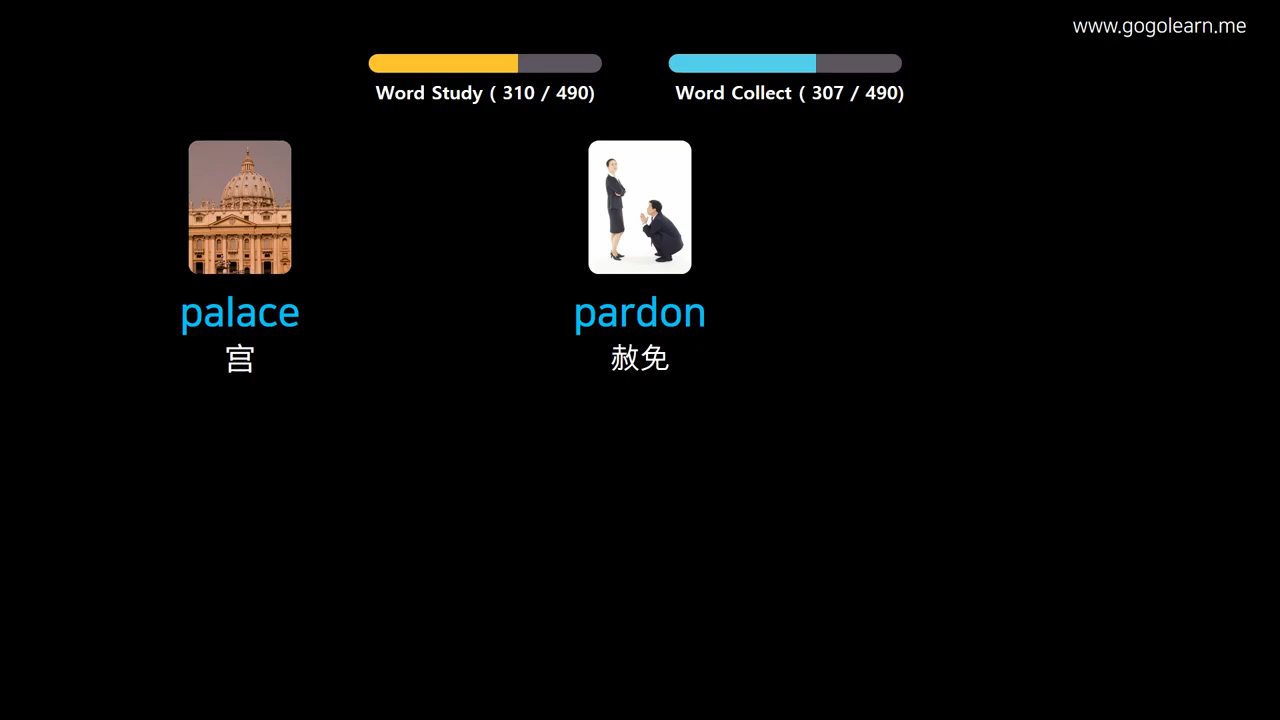 www.gogolearn.me
Word Study ( 310 / 490)
Word Collect ( 307 / 490)
palace
宫
pardon
赦免